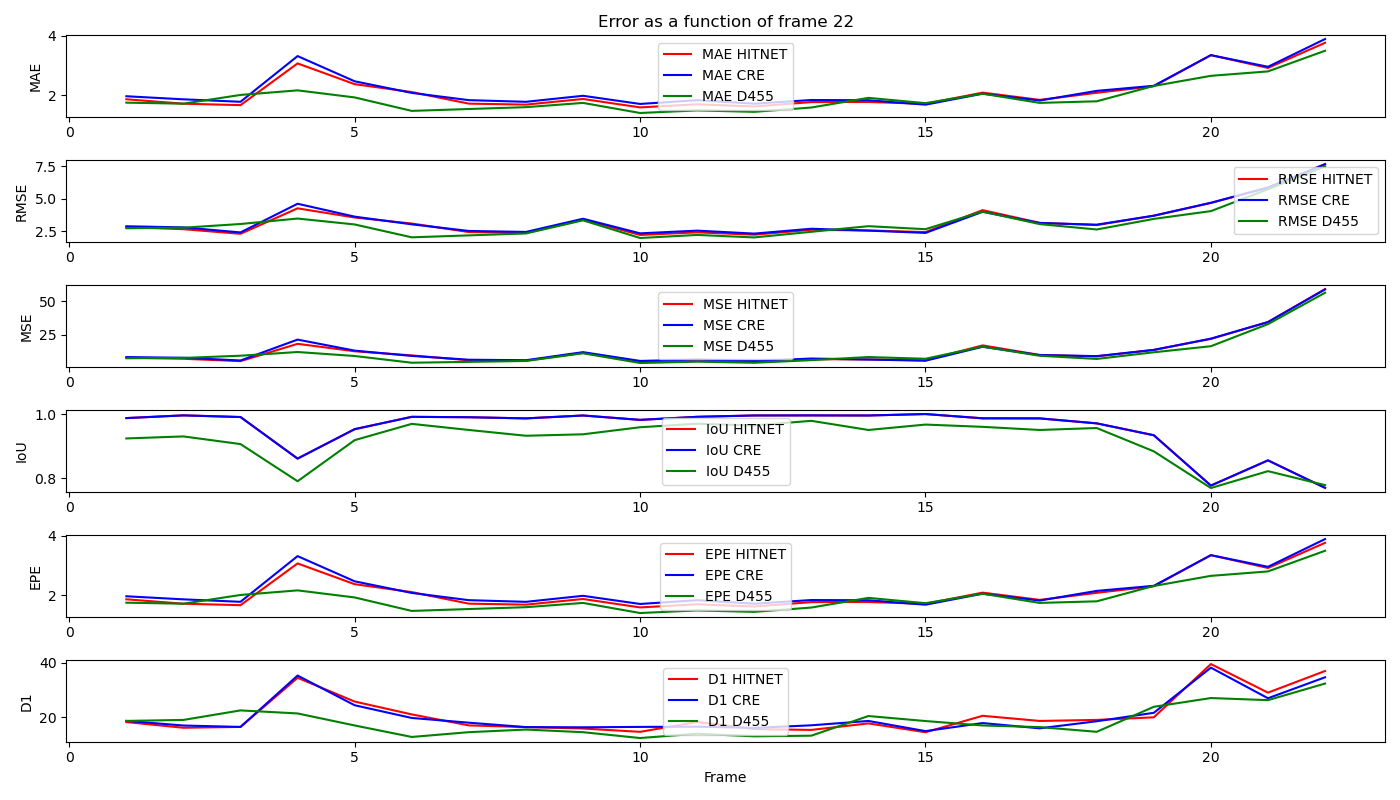 Error as a function of frame 22
4
2
MAE
MAE HITNET
MAE CRE
MAE D455
0 5 10 15 20
7.5
5.0
2.5
RMSE
RMSE HITNET
RMSE CRE
RMSE D455
0 5 10 15 20
50
25
MSE
MSE HITNET
MSE CRE
MSE D455
0 5 10 15 20
1.0
0.8
IoU
IoU HITNET
IoU CRE
IoU D455
0 5 10 15 20
4
2
EPE
EPE HITNET
EPE CRE
EPE D455
0 5 10 15 20
40
20
D1
D1 HITNET
D1 CRE
D1 D455
0 5 10 15 20
Frame